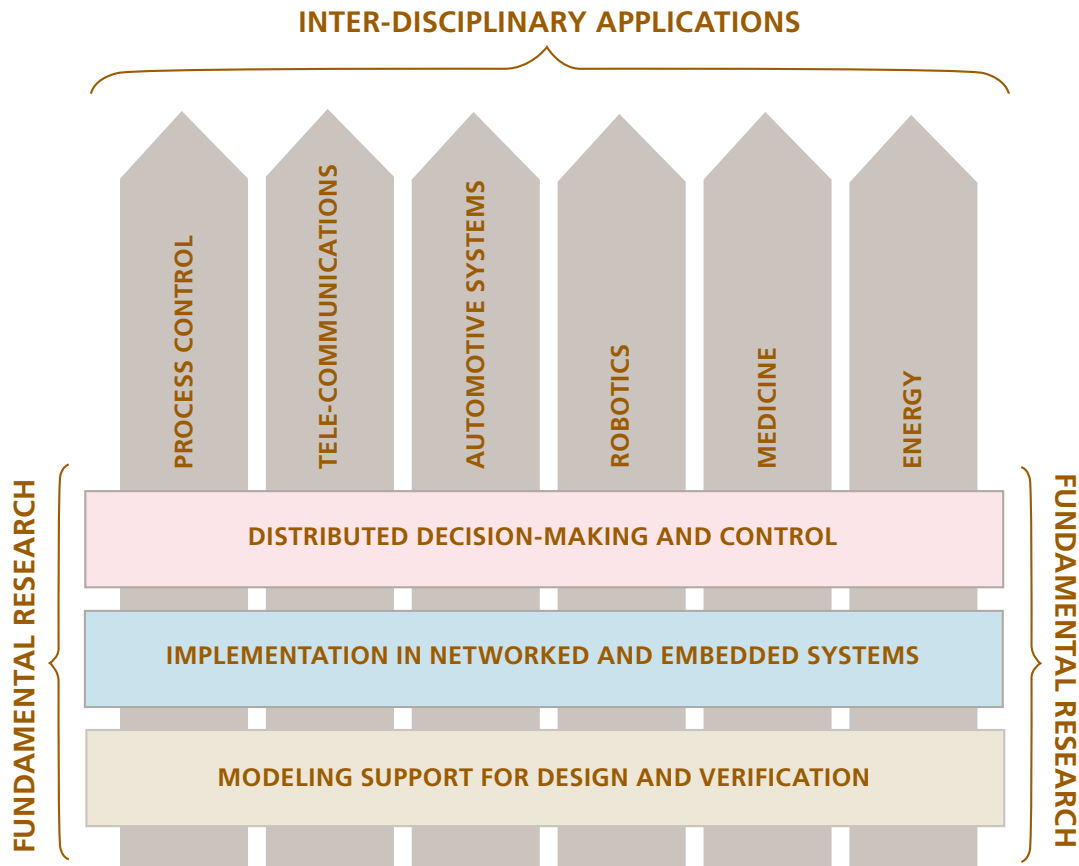 INTER-DISCIPLINARY APPLICATIONS
PROCESS CONTROL
TELE-COMMUNICATIONS
AUTOMOTIVE SYSTEMS
ROBOTICS
MEDICINE
ENERGY
FUNDAMENTAL RESEARCH
DISTRIBUTED DECISION-MAKING AND CONTROL
IMPLEMENTATION IN NETWORKED AND EMBEDDED SYSTEMS
MODELING SUPPORT FOR DESIGN AND VERIFICATION
FUNDAMENTAL RESEARCH